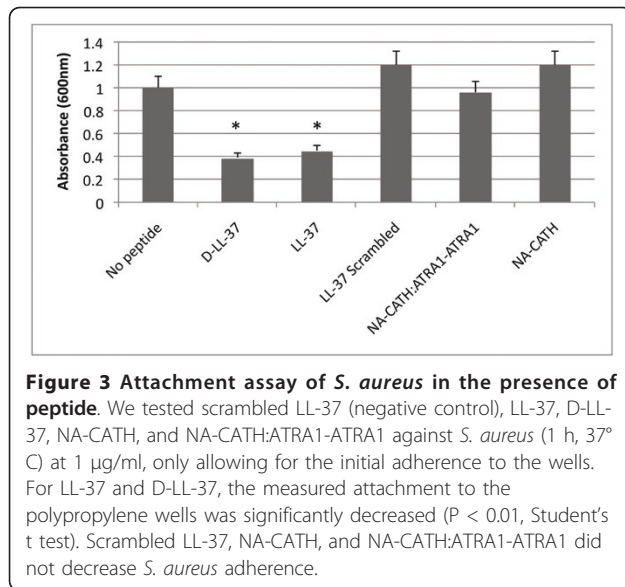 1.4
1.2
1
0.8
0.6
0.4
0.2
0
Absorbance (600nm)
*
*
No peptide
D-LL-37
LL-37
LL-37 Scrambled
NA-CATH:ATRA1-ATRA1
NA-CATH
Figure 3 Attachment assay of S. aureus in the presence of
peptide. We tested scrambled LL-37 (negative control), LL-37, D-LL-
37, NA-CATH, and NA-CATH:ATRA1-ATRA1 against S. aureus (1 h, 37°
C) at 1 μg/ml, only allowing for the initial adherence to the wells.
For LL-37 and D-LL-37, the measured attachment to the
polypropylene wells was significantly decreased (P < 0.01, Student's
t test). Scrambled LL-37, NA-CATH, and NA-CATH:ATRA1-ATRA1 did
not decrease S. aureus adherence.